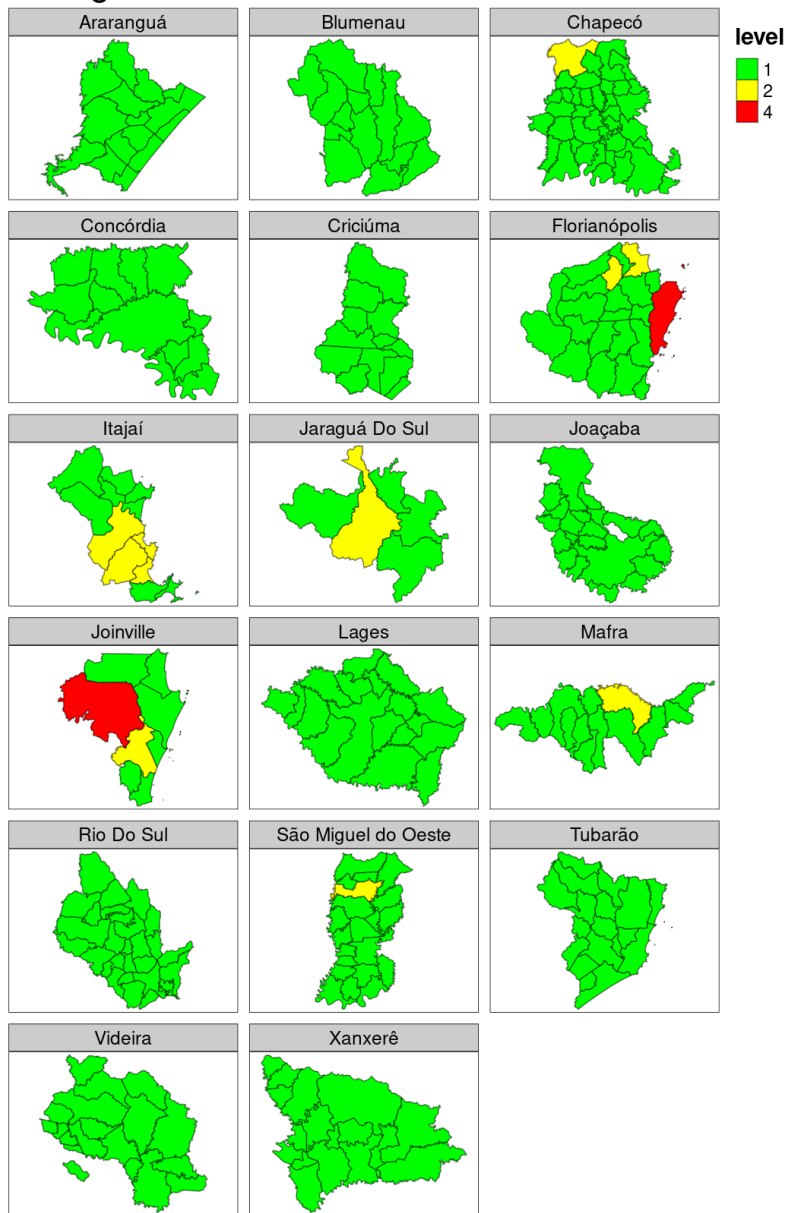 Araranguá
Blumenau
Chapecó
level
1
2
4
Concórdia
Criciúma
Florianópolis
Itajaí
Jaraguá Do Sul
Joaçaba
Joinville
Lages
Mafra
Rio Do Sul
São Miguel do Oeste
Tubarão
Videira
Xanxerê